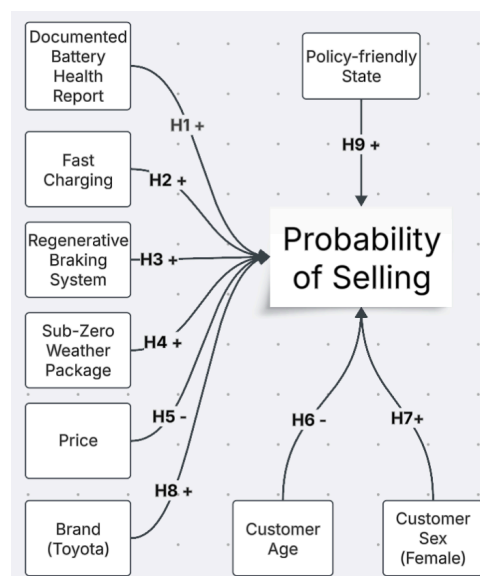 Documented
Battery
Health
Report
Policy-friendly
State
H1 +
H9 +
Fast
Charging
H2 +
Regenerative
Braking
System
H3 +
Probability
of Selling
Sub-Zero
Weather
Package
H4 +
Price
H5 -
H6 -
H7+
H8 +
Brand
(Toyota)
Customer
Age
Customer
Sex
(Female)